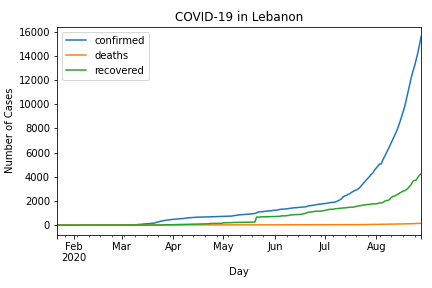 COVID-19 in Lebanon
confirmed
deaths
recovered
16000
14000
12000
10000
8000
6000
4000
2000
0
Number of Cases
Feb Mar Apr May Jun Jul Aug
2020
Day